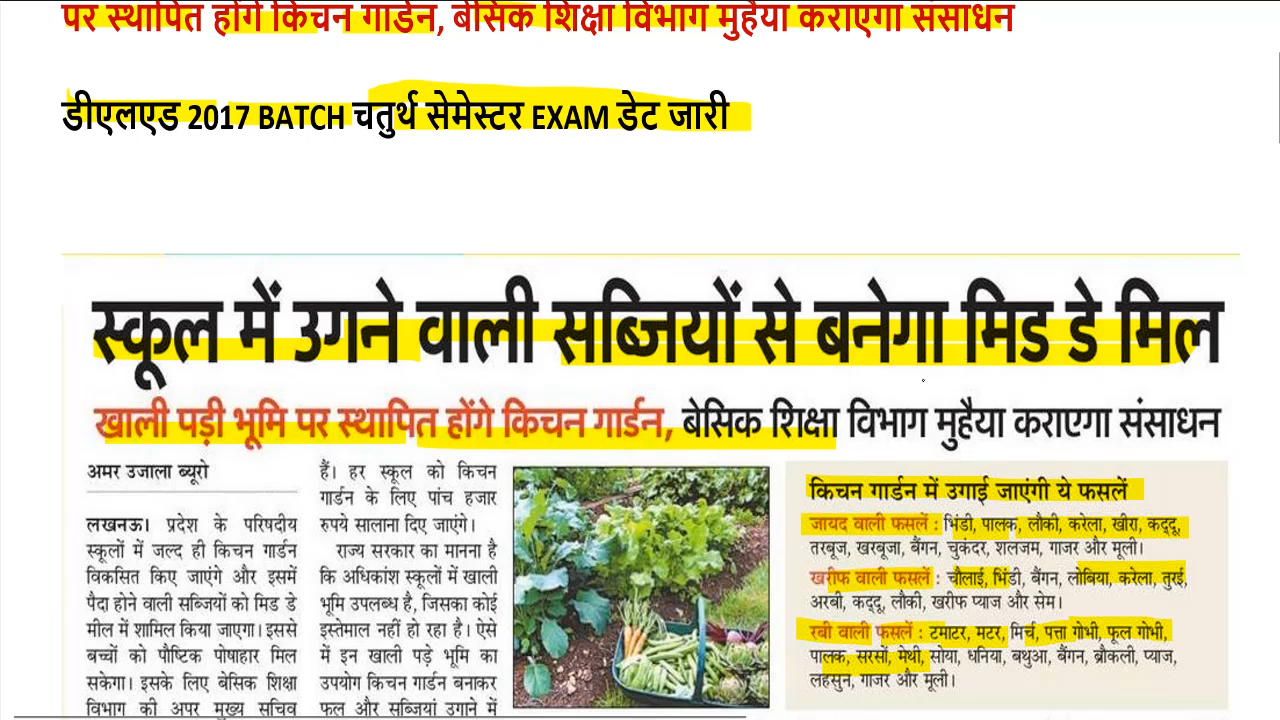 पर स्थापित होंगे किचन गार्डन, बेसिक शिक्षा विभाग मुहैया कराएगा संसाधन
डीएलएड 2017 BATCH चतुर्थ सेमेस्टर EXAM डेट जारी
स्कूल में उगने वाली सब्जियों से बनेगा मिड डे मिल
खाली पड़ी भूमि पर स्थापित होंगे किचन गार्डन, बेसिक शिक्षा विभाग मुहैया कराएगा संसाधन
अमर उजाला ब्यूरो
लखनऊ। प्रदेश के परिषदीय
स्कूलों में जल्द ही किचन गार्डन
विकसित किए जाएंगे और इसमें
पैदा होने वाली सब्जियों को मिड डे
मील में शामिल किया जाएगा। इससे
बच्चों को पौष्टिक पोषाहार मिल
सकेगा। इसके लिए बेसिक शिक्षा
विभाग की अपर मुख्य सचिव
हैं। हर स्कूल को किचन
गार्डन के लिए पांच हजार
रुपये सालाना दिए जाएंगे।
राज्य सरकार का मानना है
कि अधिकांश स्कूलों में खाली
भूमि उपलब्ध है, जिसका कोई
इस्तेमाल नहीं हो रहा है। ऐसे
में इन खाली पड़े भूमि का
उपयोग किचन गार्डन बनाकर
फल और सब्जियां उगाने में
किचन गार्डन में उगाई जाएंगी ये फसलें
जायद वाली फसलें : भिंडी, पालक, लौकी, करेला, खीरा, कद्दू,
तरबूज, खरबूजा, बैंगन, चुकंदर, शलजम, गाजर और मूली।
खरीफ वाली फसलें : चौलाई, भिंडी, बैंगन, लोबिया, करेला, तुरई,
अरबी, कद्दू, लौकी, खरीफ प्याज और सेम।
रबी वाली फसलें : टमाटर, मटर, मिर्च, पत्ता गोभी, फूल गोभी,
पालक, सरसों, मेथी, सोया, धनिया, बथुआ, बैंगन, ब्रौकली, प्याज,
लहसुन, गाजर और मूली।